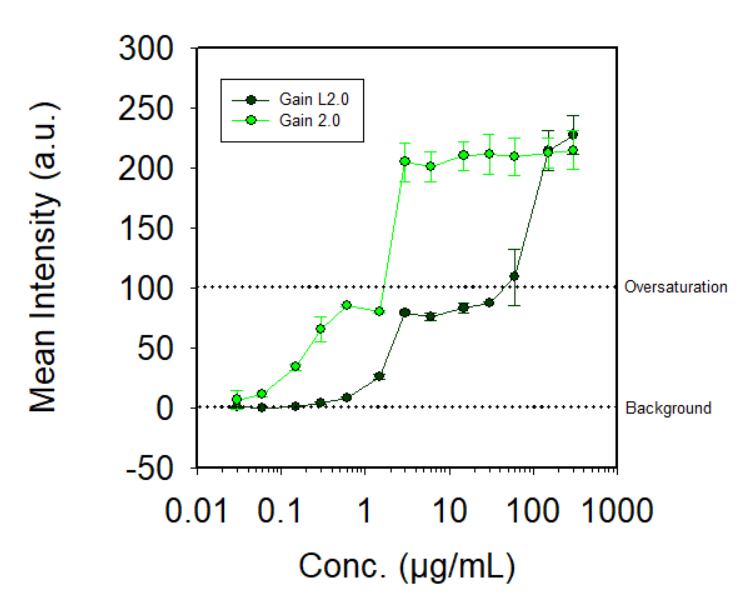 300
250
200
150
100
50
0
-50
Mean Intensity (a.u.)
Gain L2.0
Gain 2.0
Oversaturation
Background
0.01 0.1 1 10 100 1000
Conc. (µg/mL)